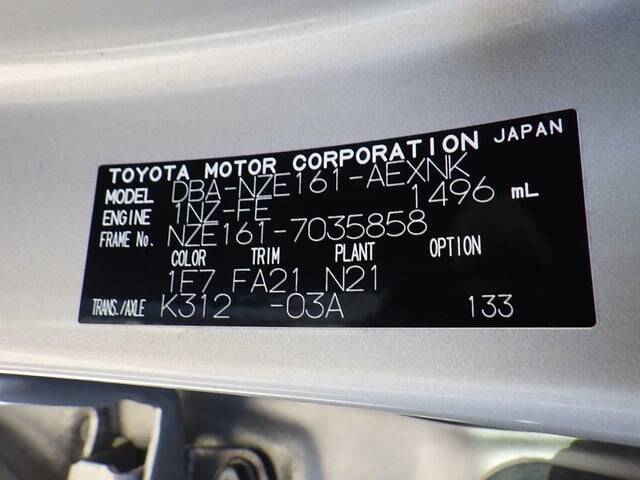 TOYOTA MOTOR CORPORATION JAPAN
MODEL DBA-NZE161-AEXNK
ENGINE 1NZ-FE 1496 mL
FRAME No. NZE161-7035858
COLOR TRIM PLANT OPTION
1E7 FA21 N21
TRANS./AXLE K312 -03A 133